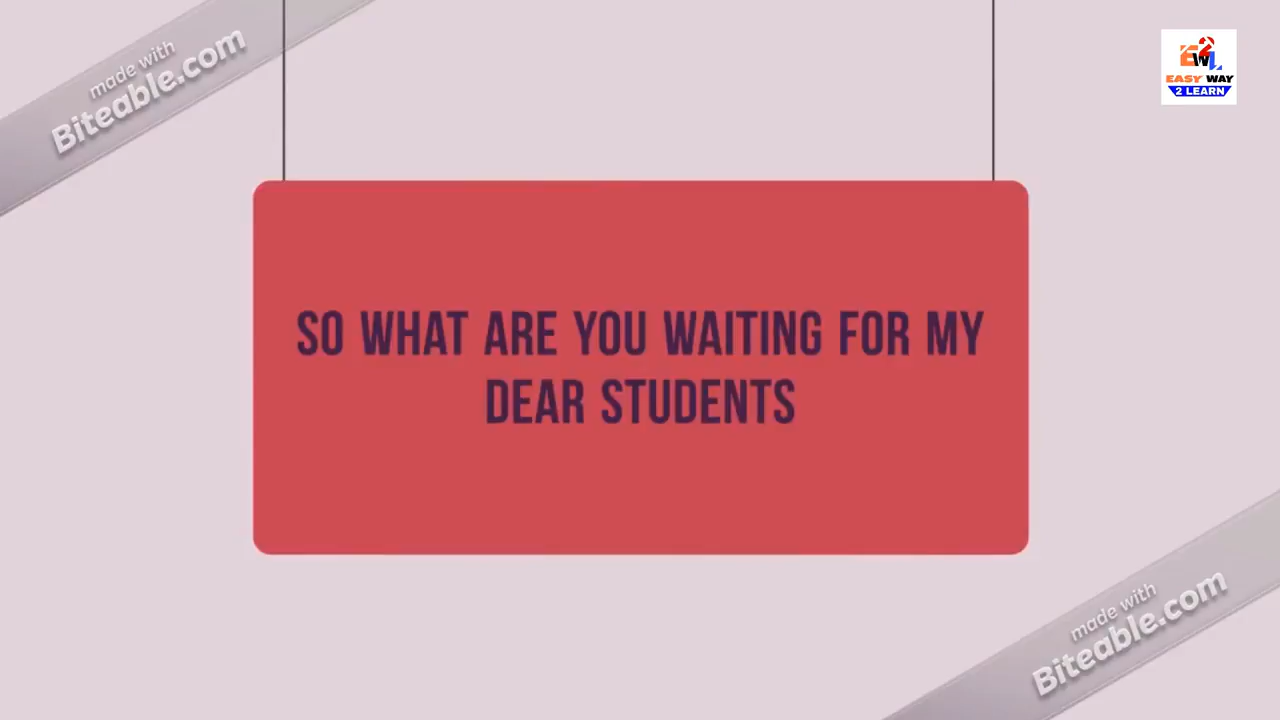 made with
Biteable.com
E2WL
EASY WAY
2 LEARN
SO WHAT ARE YOU WAITING FOR MY
DEAR STUDENTS
made with
Biteable.com